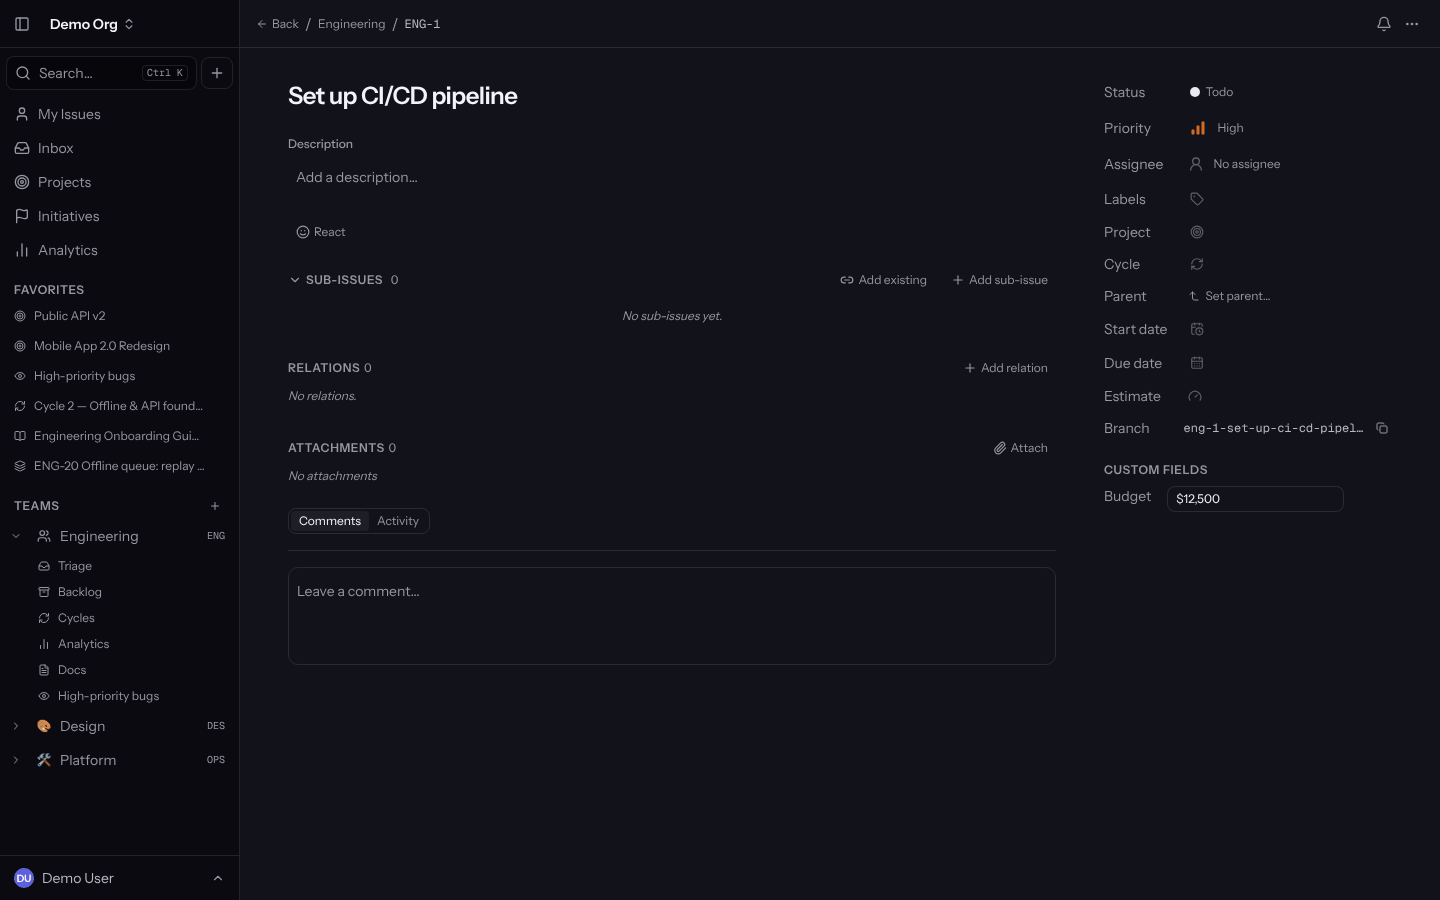 Demo Org
Search...
Ctrl K
My Issues
Inbox
Projects
Initiatives
Analytics
FAVORITES
Public API v2
Mobile App 2.0 Redesign
High-priority bugs
Cycle 2 — Offline & API found...
Engineering Onboarding Gui...
ENG-20 Offline queue: replay ...
TEAMS
Engineering ENG
Triage
Backlog
Cycles
Analytics
Docs
High-priority bugs
Design DES
Platform OPS
DU Demo User
Back / Engineering / ENG-1
Set up CI/CD pipeline
Description
Add a description...
React
SUB-ISSUES 0
Add existing
Add sub-issue
No sub-issues yet.
RELATIONS 0
Add relation
No relations.
ATTACHMENTS 0
Attach
No attachments
Comments Activity
Leave a comment...
Status Todo
Priority High
Assignee No assignee
Labels
Project
Cycle
Parent Set parent...
Start date
Due date
Estimate
Branch eng-1-set-up-ci-cd-pipel...
CUSTOM FIELDS
Budget $12,500